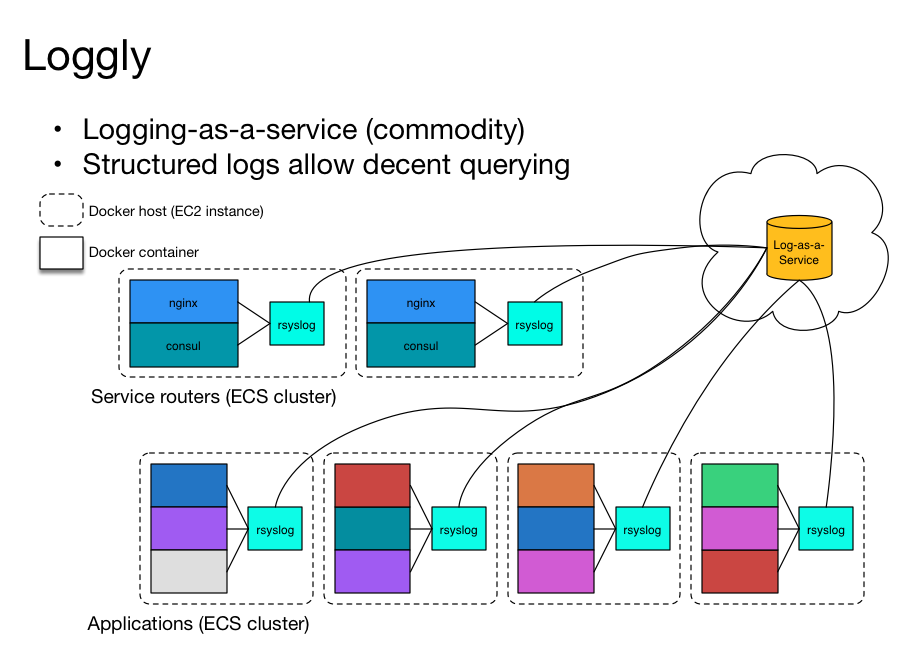 Loggly
• Logging-as-a-service (commodity)
• Structured logs allow decent querying
Docker host (EC2 instance)
Docker container
Log-as-a-
Service
nginx
consul
rsyslog
nginx
consul
rsyslog
Service routers (ECS cluster)
rsyslog
rsyslog
rsyslog
rsyslog
Applications (ECS cluster)